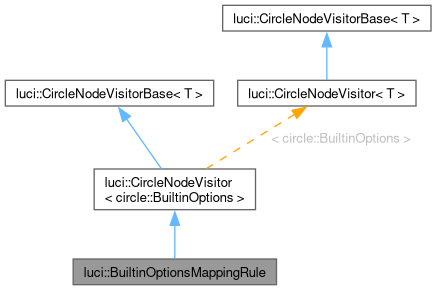 luci::CircleNodeVisitorBase< T >
luci::CircleNodeVisitorBase< T >
luci::CircleNodeVisitor< T >
< circle::BuiltinOptions >
luci::CircleNodeVisitor
< circle::BuiltinOptions >
luci::BuiltinOptionsMappingRule